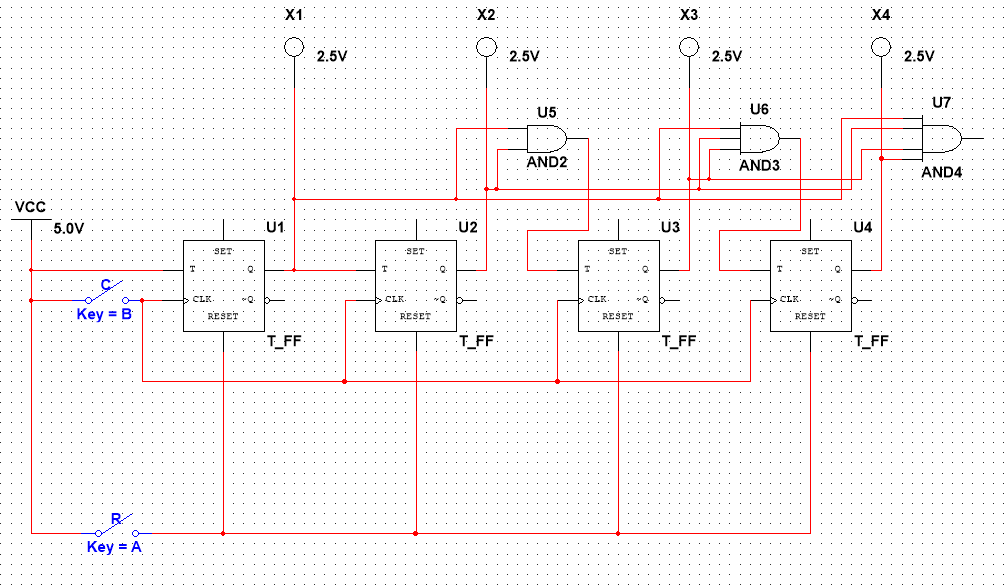 X1 X2 X3 X4
2.5V 2.5V 2.5V 2.5V
U5 U6 U7
AND2 AND3 AND4
VCC
5.0V
U1 U2 U3 U4
SET SET SET SET
T Q T Q T Q T Q
C
CLK ~Q CLK ~Q CLK ~Q CLK ~Q
Key = B
RESET RESET RESET RESET
T_FF T_FF T_FF T_FF
R
Key = A